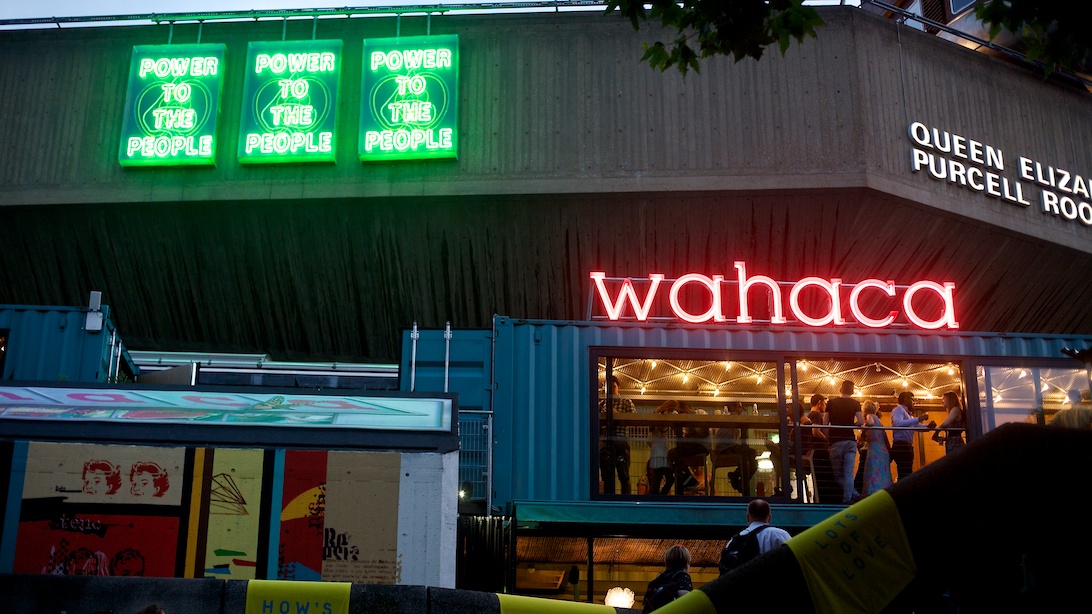 POWER
TO
THE
PEOPLE
POWER
TO
THE
PEOPLE
POWER
TO
THE
PEOPLE
QUEEN ELIZA
PURCELL ROO
wahaca
LOTS
OF
LOVE
HOW'S